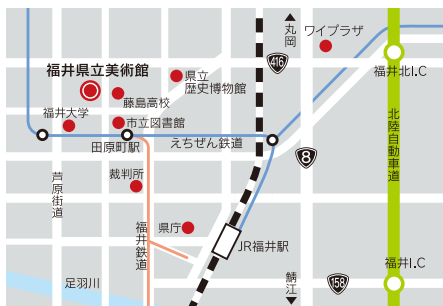 丸岡
ワイプラザ
416
福井県立美術館
県立
歴史博物館
福井北I.C
藤島高校
福井大学
市立図書館
田原町駅
えちぜん鉄道
8
北陸自動車道
芦原街道
裁判所
福井鉄道
県庁
JR福井駅
福井I.C
足羽川
鯖江
158